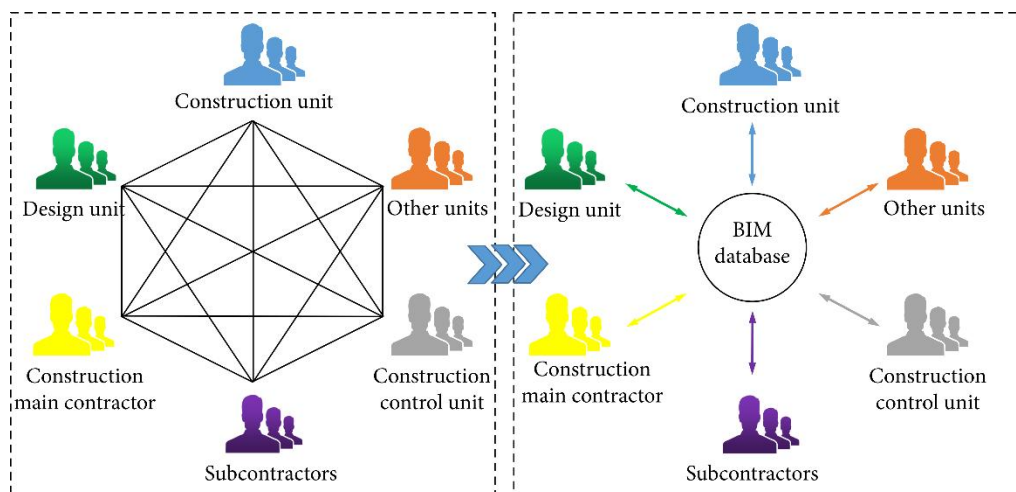 Construction unit
Design unit
Other units
Construction
main contractor
Construction
control unit
Subcontractors
Construction unit
Design unit
Other units
BIM
database
Construction
main contractor
Construction
control unit
Subcontractors